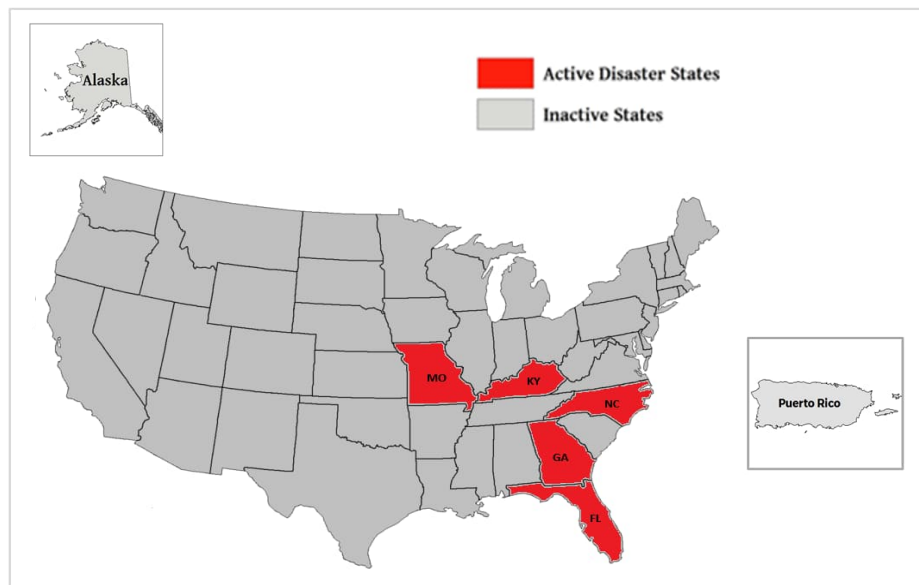 Alaska
Active Disaster States
Inactive States
MO
KY
NC
GA
FL
Puerto Rico